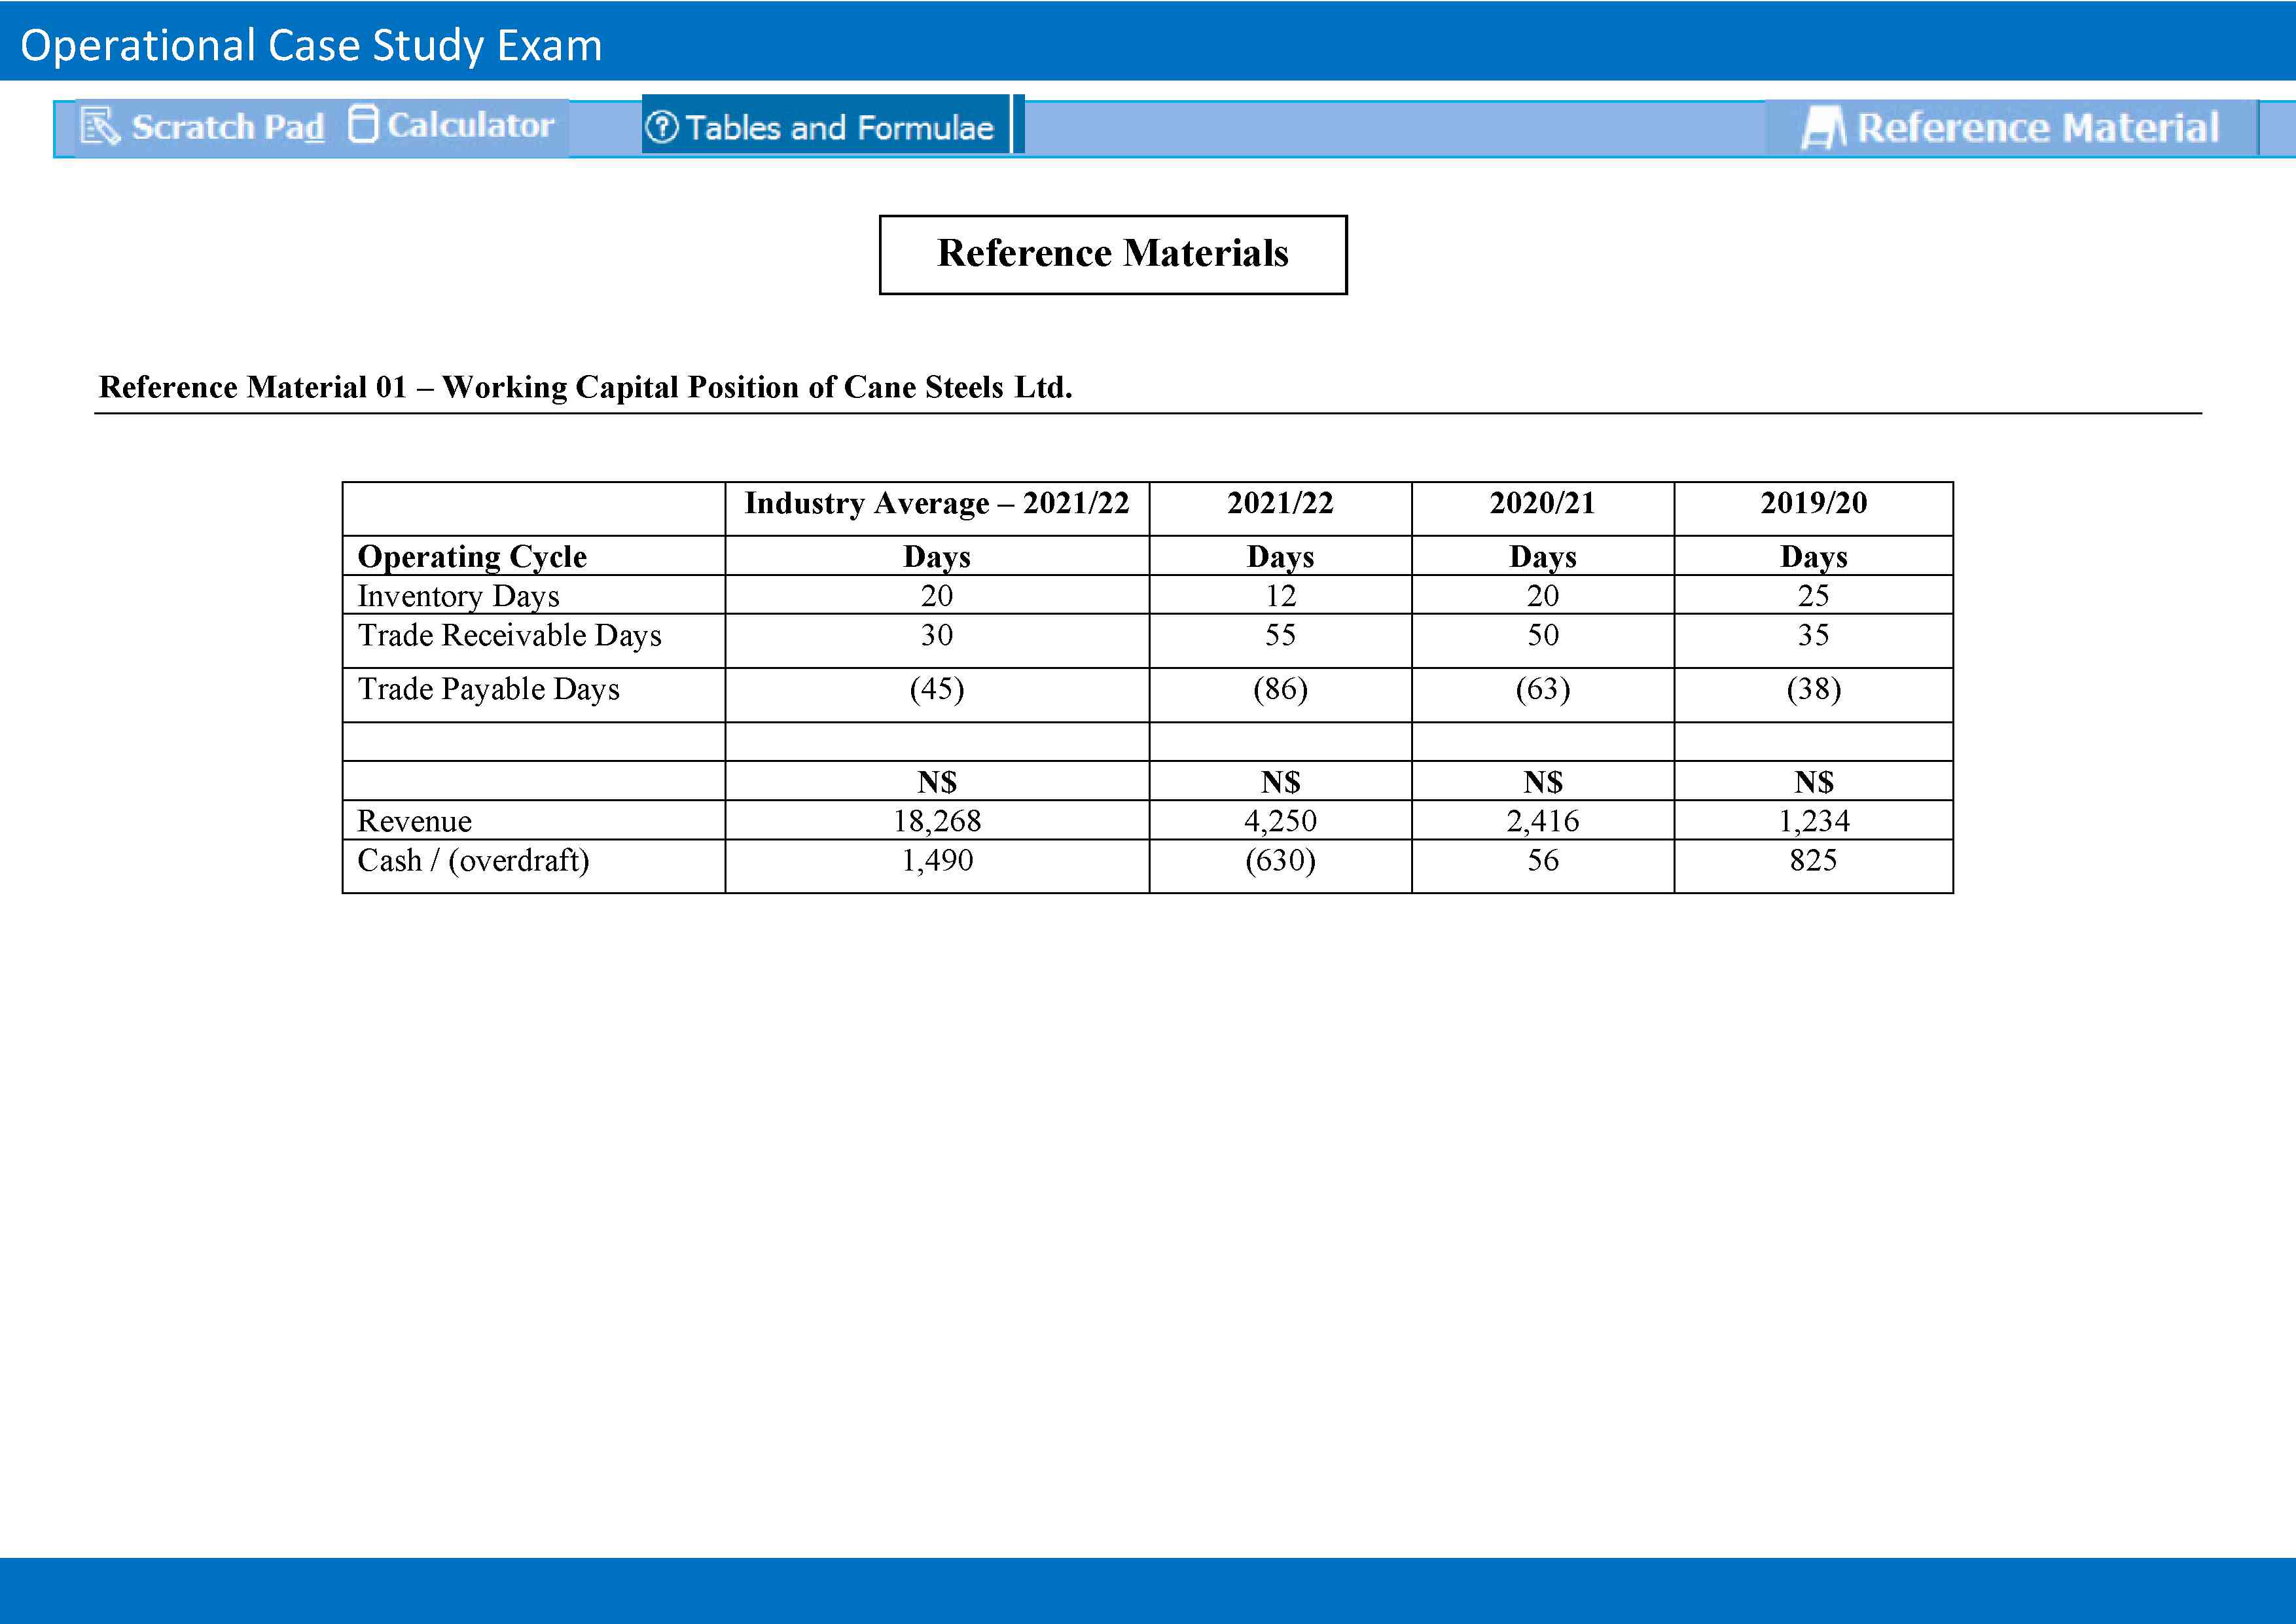 Operational Case Study Exam
Scratch Pad Calculator Tables and Formulae Reference Material
Reference Materials
Reference Material 01 – Working Capital Position of Cane Steels Ltd.
Industry Average – 2021/22 2021/22 2020/21 2019/20
Operating Cycle Days Days Days Days
Inventory Days 20 12 20 25
Trade Receivable Days 30 55 50 35
Trade Payable Days (45) (86) (63) (38)
N$ N$ N$ N$
Revenue 18,268 4,250 2,416 1,234
Cash / (overdraft) 1,490 (630) 56 825